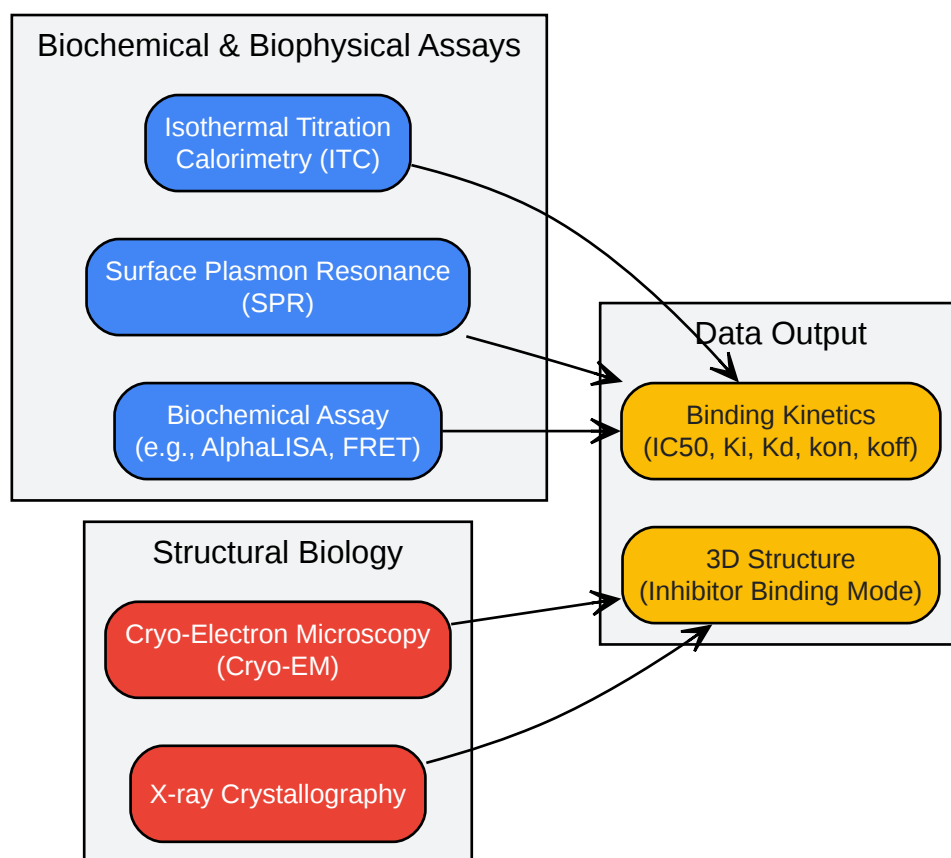 Biochemical & Biophysical Assays
Isothermal Titration
Calorimetry (ITC)
Surface Plasmon Resonance
(SPR)
Biochemical Assay
(e.g., AlphaLISA, FRET)
Data Output
Binding Kinetics
(IC50, Ki, Kd, kon, koff)
3D Structure
(Inhibitor Binding Mode)
Structural Biology
Cryo-Electron Microscopy
(Cryo-EM)
X-ray Crystallography